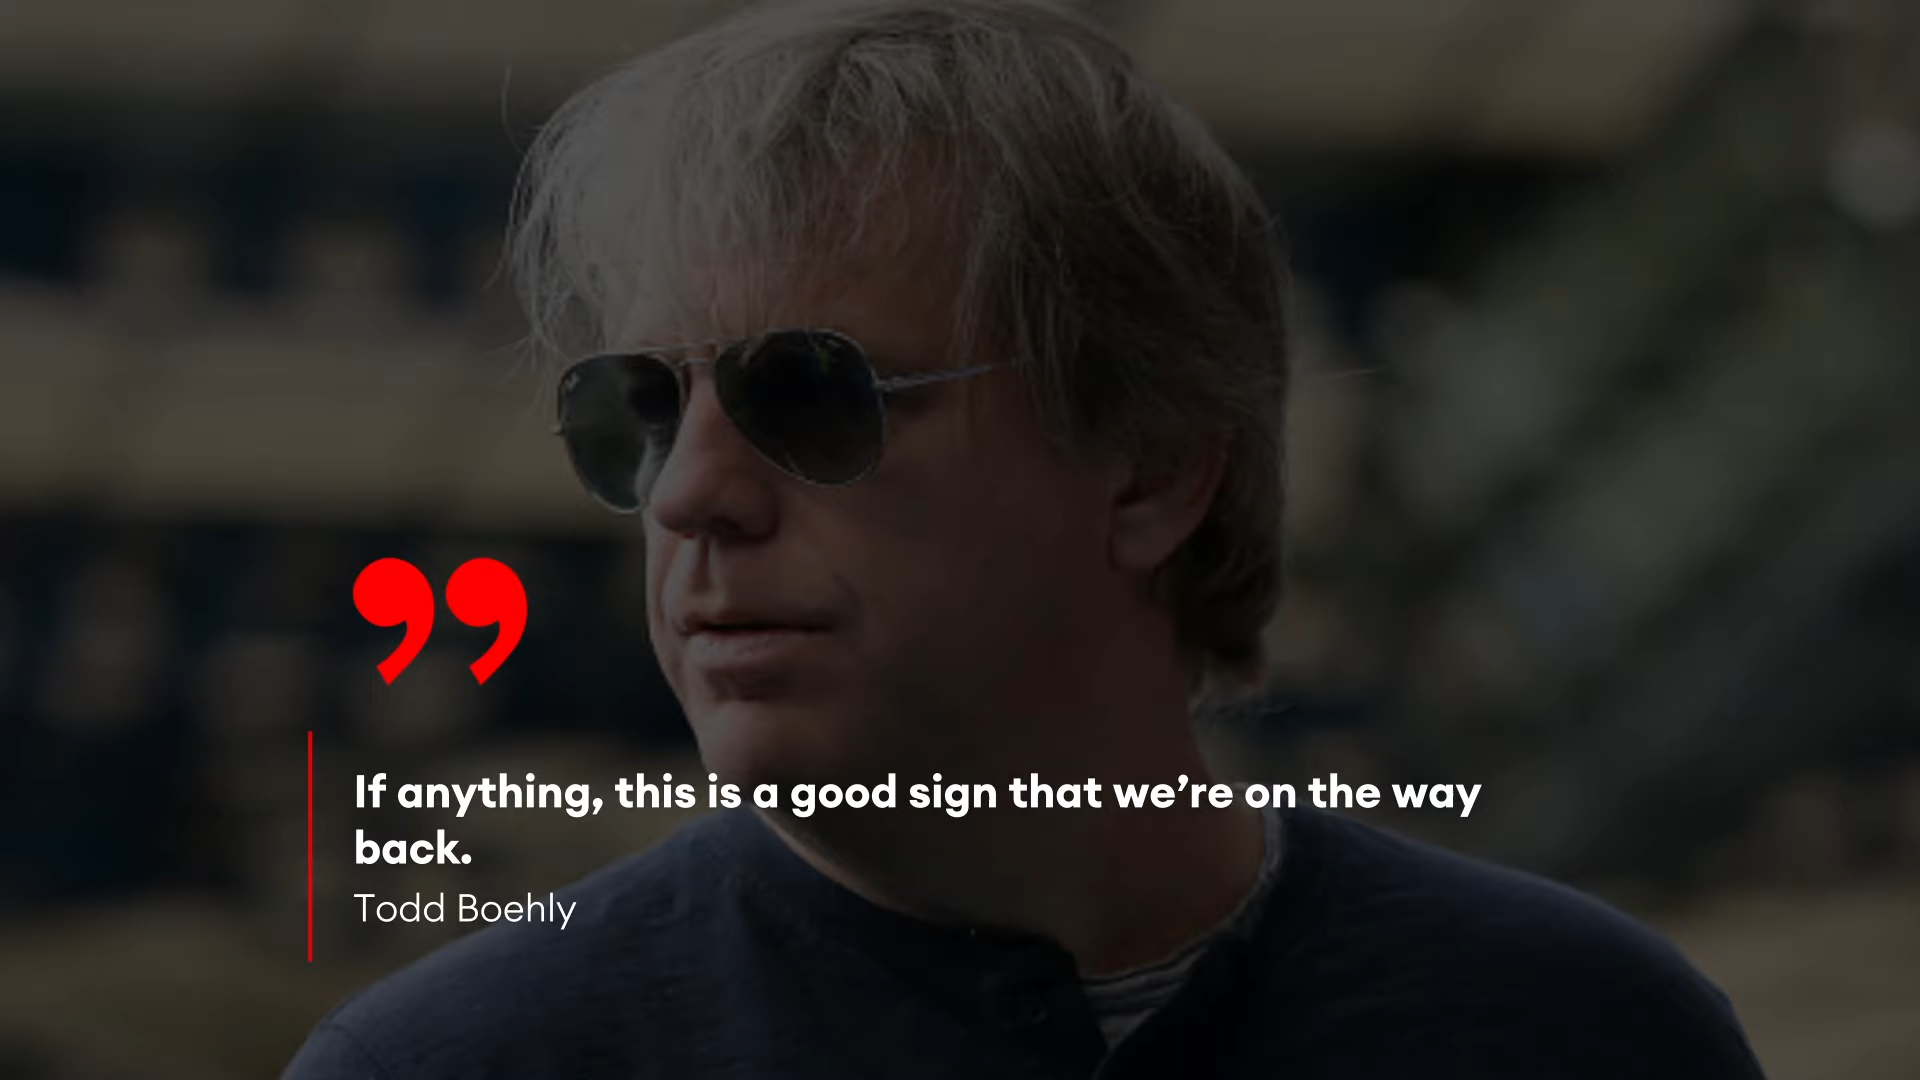 ”
If anything, this is a good sign that we’re on the way
back.
Todd Boehly